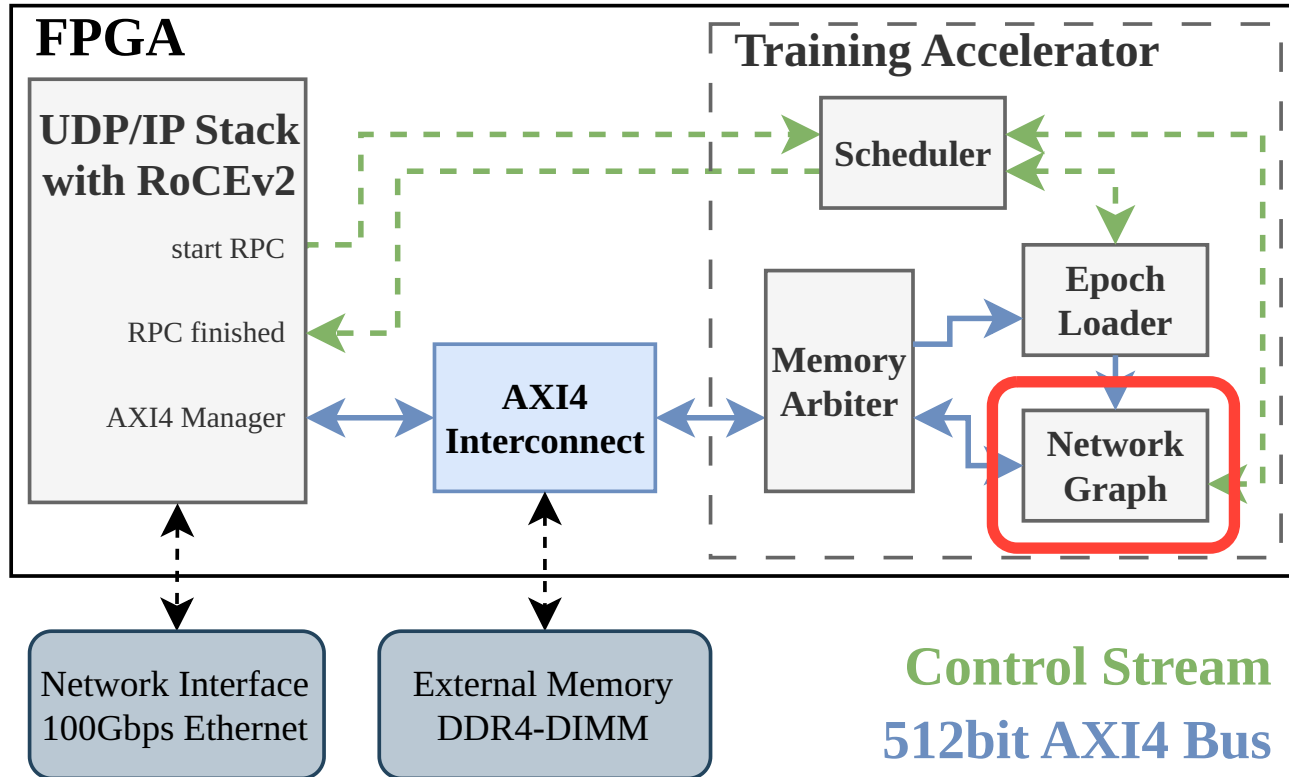 FPGA
Training Accelerator
UDP/IP Stack
with RoCEv2
start RPC
RPC finished
AXI4 Manager
Scheduler
Epoch
Loader
Memory
Arbiter
AXI4
Interconnect
Network
Graph
Network Interface
100Gbps Ethernet
External Memory
DDR4-DIMM
Control Stream
512bit AXI4 Bus